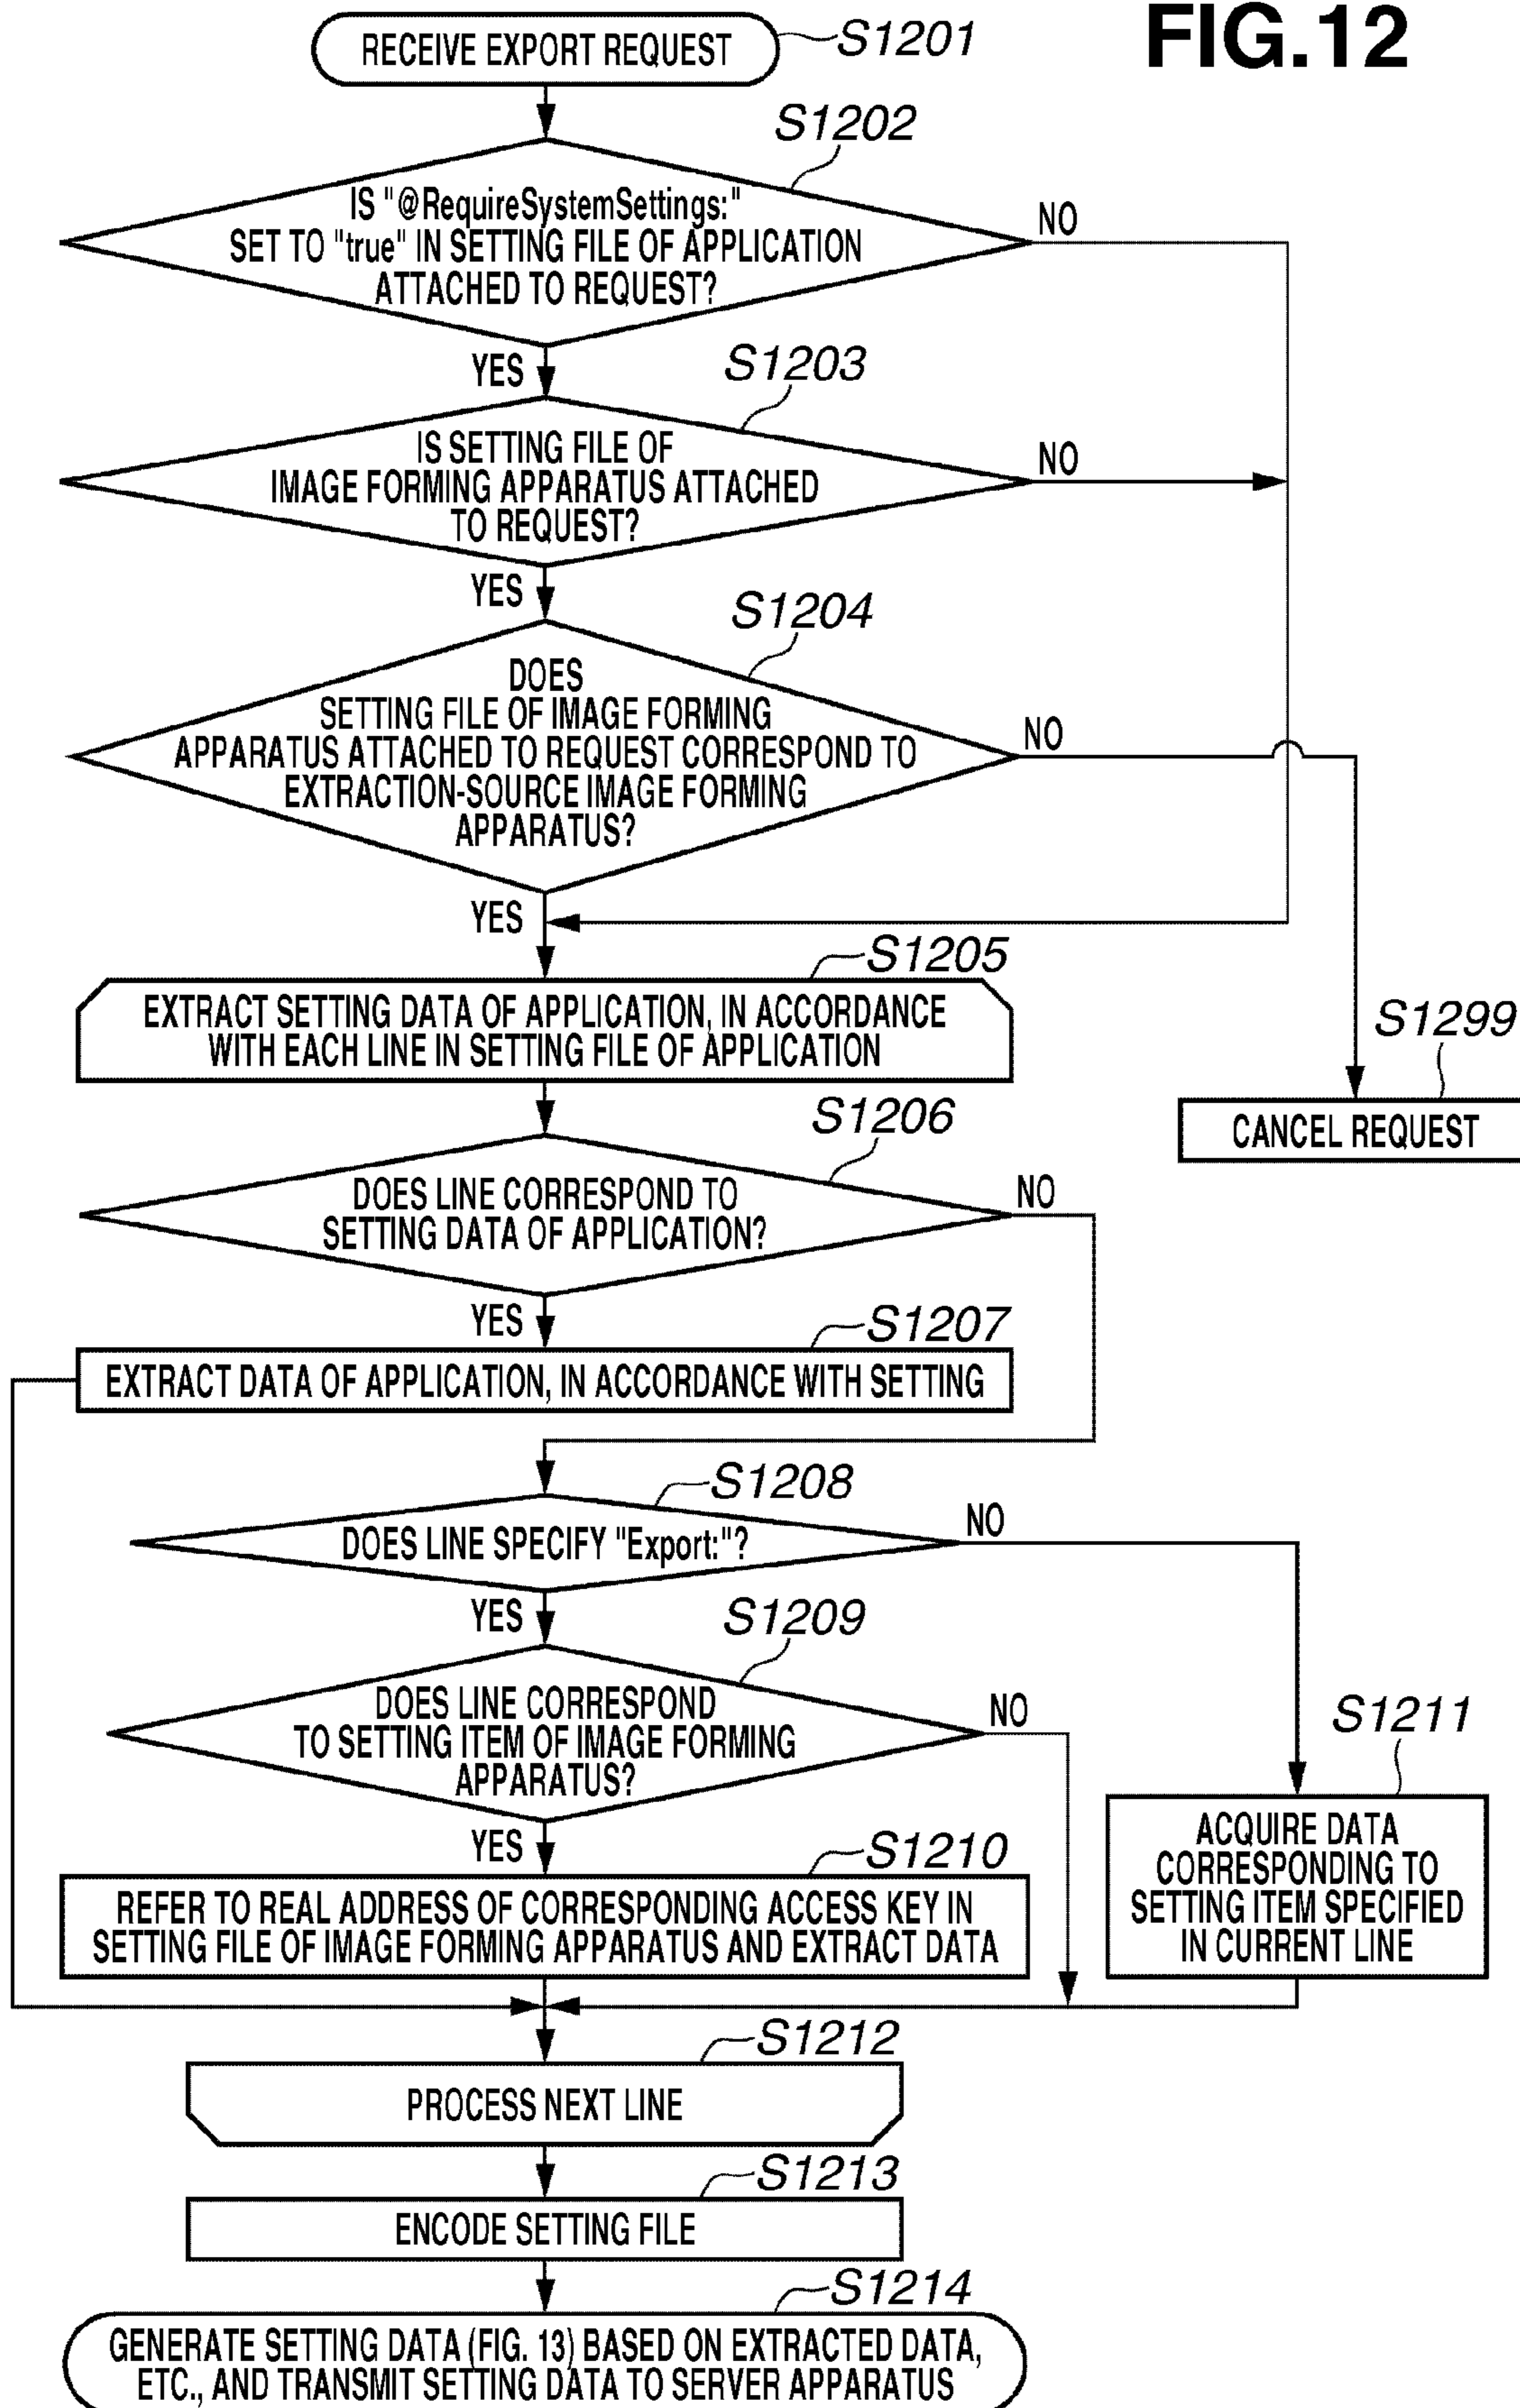 FIG.12
RECEIVE EXPORT REQUEST
S1201
S1202
IS "@RequireSystemSettings:"
SET TO "true" IN SETTING FILE OF APPLICATION
ATTACHED TO REQUEST?
NO
YES
S1203
IS SETTING FILE OF
IMAGE FORMING APPARATUS ATTACHED
TO REQUEST?
NO
YES
S1204
DOES
SETTING FILE OF IMAGE FORMING
APPARATUS ATTACHED TO REQUEST CORRESPOND TO
EXTRACTION-SOURCE IMAGE FORMING
APPARATUS?
NO
YES
S1205
EXTRACT SETTING DATA OF APPLICATION, IN ACCORDANCE
WITH EACH LINE IN SETTING FILE OF APPLICATION
S1299
CANCEL REQUEST
S1206
DOES LINE CORRESPOND TO
SETTING DATA OF APPLICATION?
NO
YES
S1207
EXTRACT DATA OF APPLICATION, IN ACCORDANCE WITH SETTING
S1208
DOES LINE SPECIFY "Export:"?
NO
YES
S1209
DOES LINE CORRESPOND
TO SETTING ITEM OF IMAGE FORMING
APPARATUS?
NO
YES
S1210
REFER TO REAL ADDRESS OF CORRESPONDING ACCESS KEY IN
SETTING FILE OF IMAGE FORMING APPARATUS AND EXTRACT DATA
S1211
ACQUIRE DATA
CORRESPONDING TO
SETTING ITEM SPECIFIED
IN CURRENT LINE
S1212
PROCESS NEXT LINE
S1213
ENCODE SETTING FILE
S1214
GENERATE SETTING DATA (FIG. 13) BASED ON EXTRACTED DATA,
ETC., AND TRANSMIT SETTING DATA TO SERVER APPARATUS